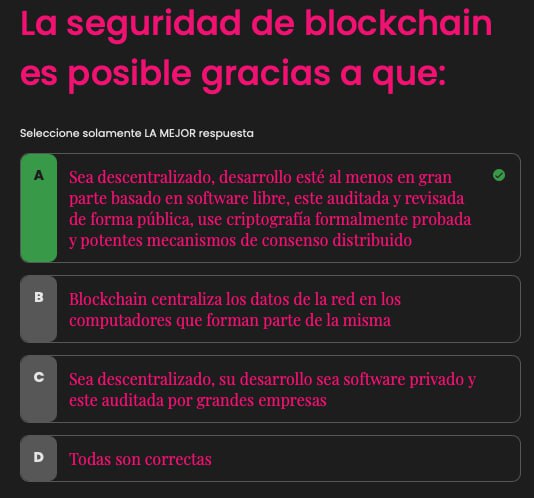 La seguridad de blockchain
es posible gracias a que:
Seleccione solamente LA MEJOR respuesta
A
Sea descentralizado, desarrollo esté al menos en gran
parte basado en software libre, este auditada y revisada
de forma pública, use criptografía formalmente probada
y potentes mecanismos de consenso distribuido
B
Blockchain centraliza los datos de la red en los
computadores que forman parte de la misma
C
Sea descentralizado, su desarrollo sea software privado y
este auditada por grandes empresas
D
Todas son correctas